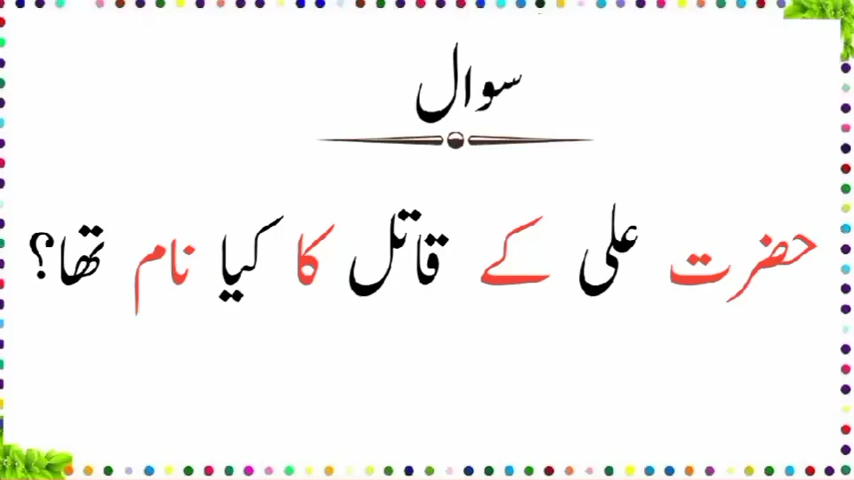 سوال
حضرت علی کے قاتل کا کیا نام تھا؟